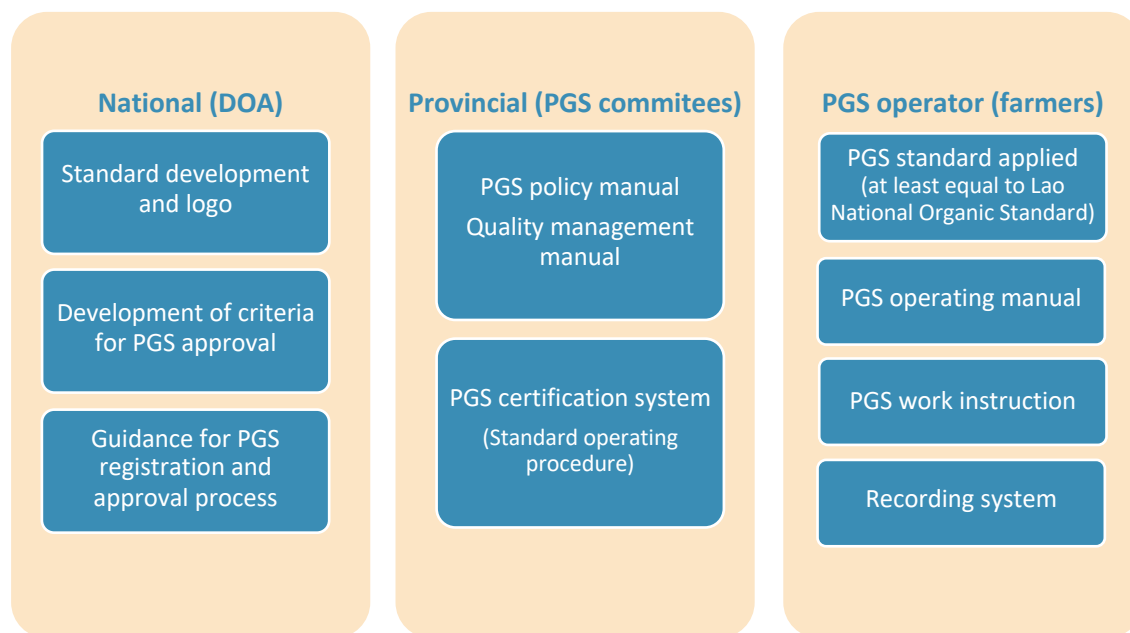 National (DOA)
Standard development
and logo
Development of criteria
for PGS approval
Guidance for PGS
registration and
approval process
Provincial (PGS commitees)
PGS policy manual
Quality management
manual
PGS certification system
(Standard operating
procedure)
PGS operator (farmers)
PGS standard applied
(at least equal to Lao
National Organic Standard)
PGS operating manual
PGS work instruction
Recording system